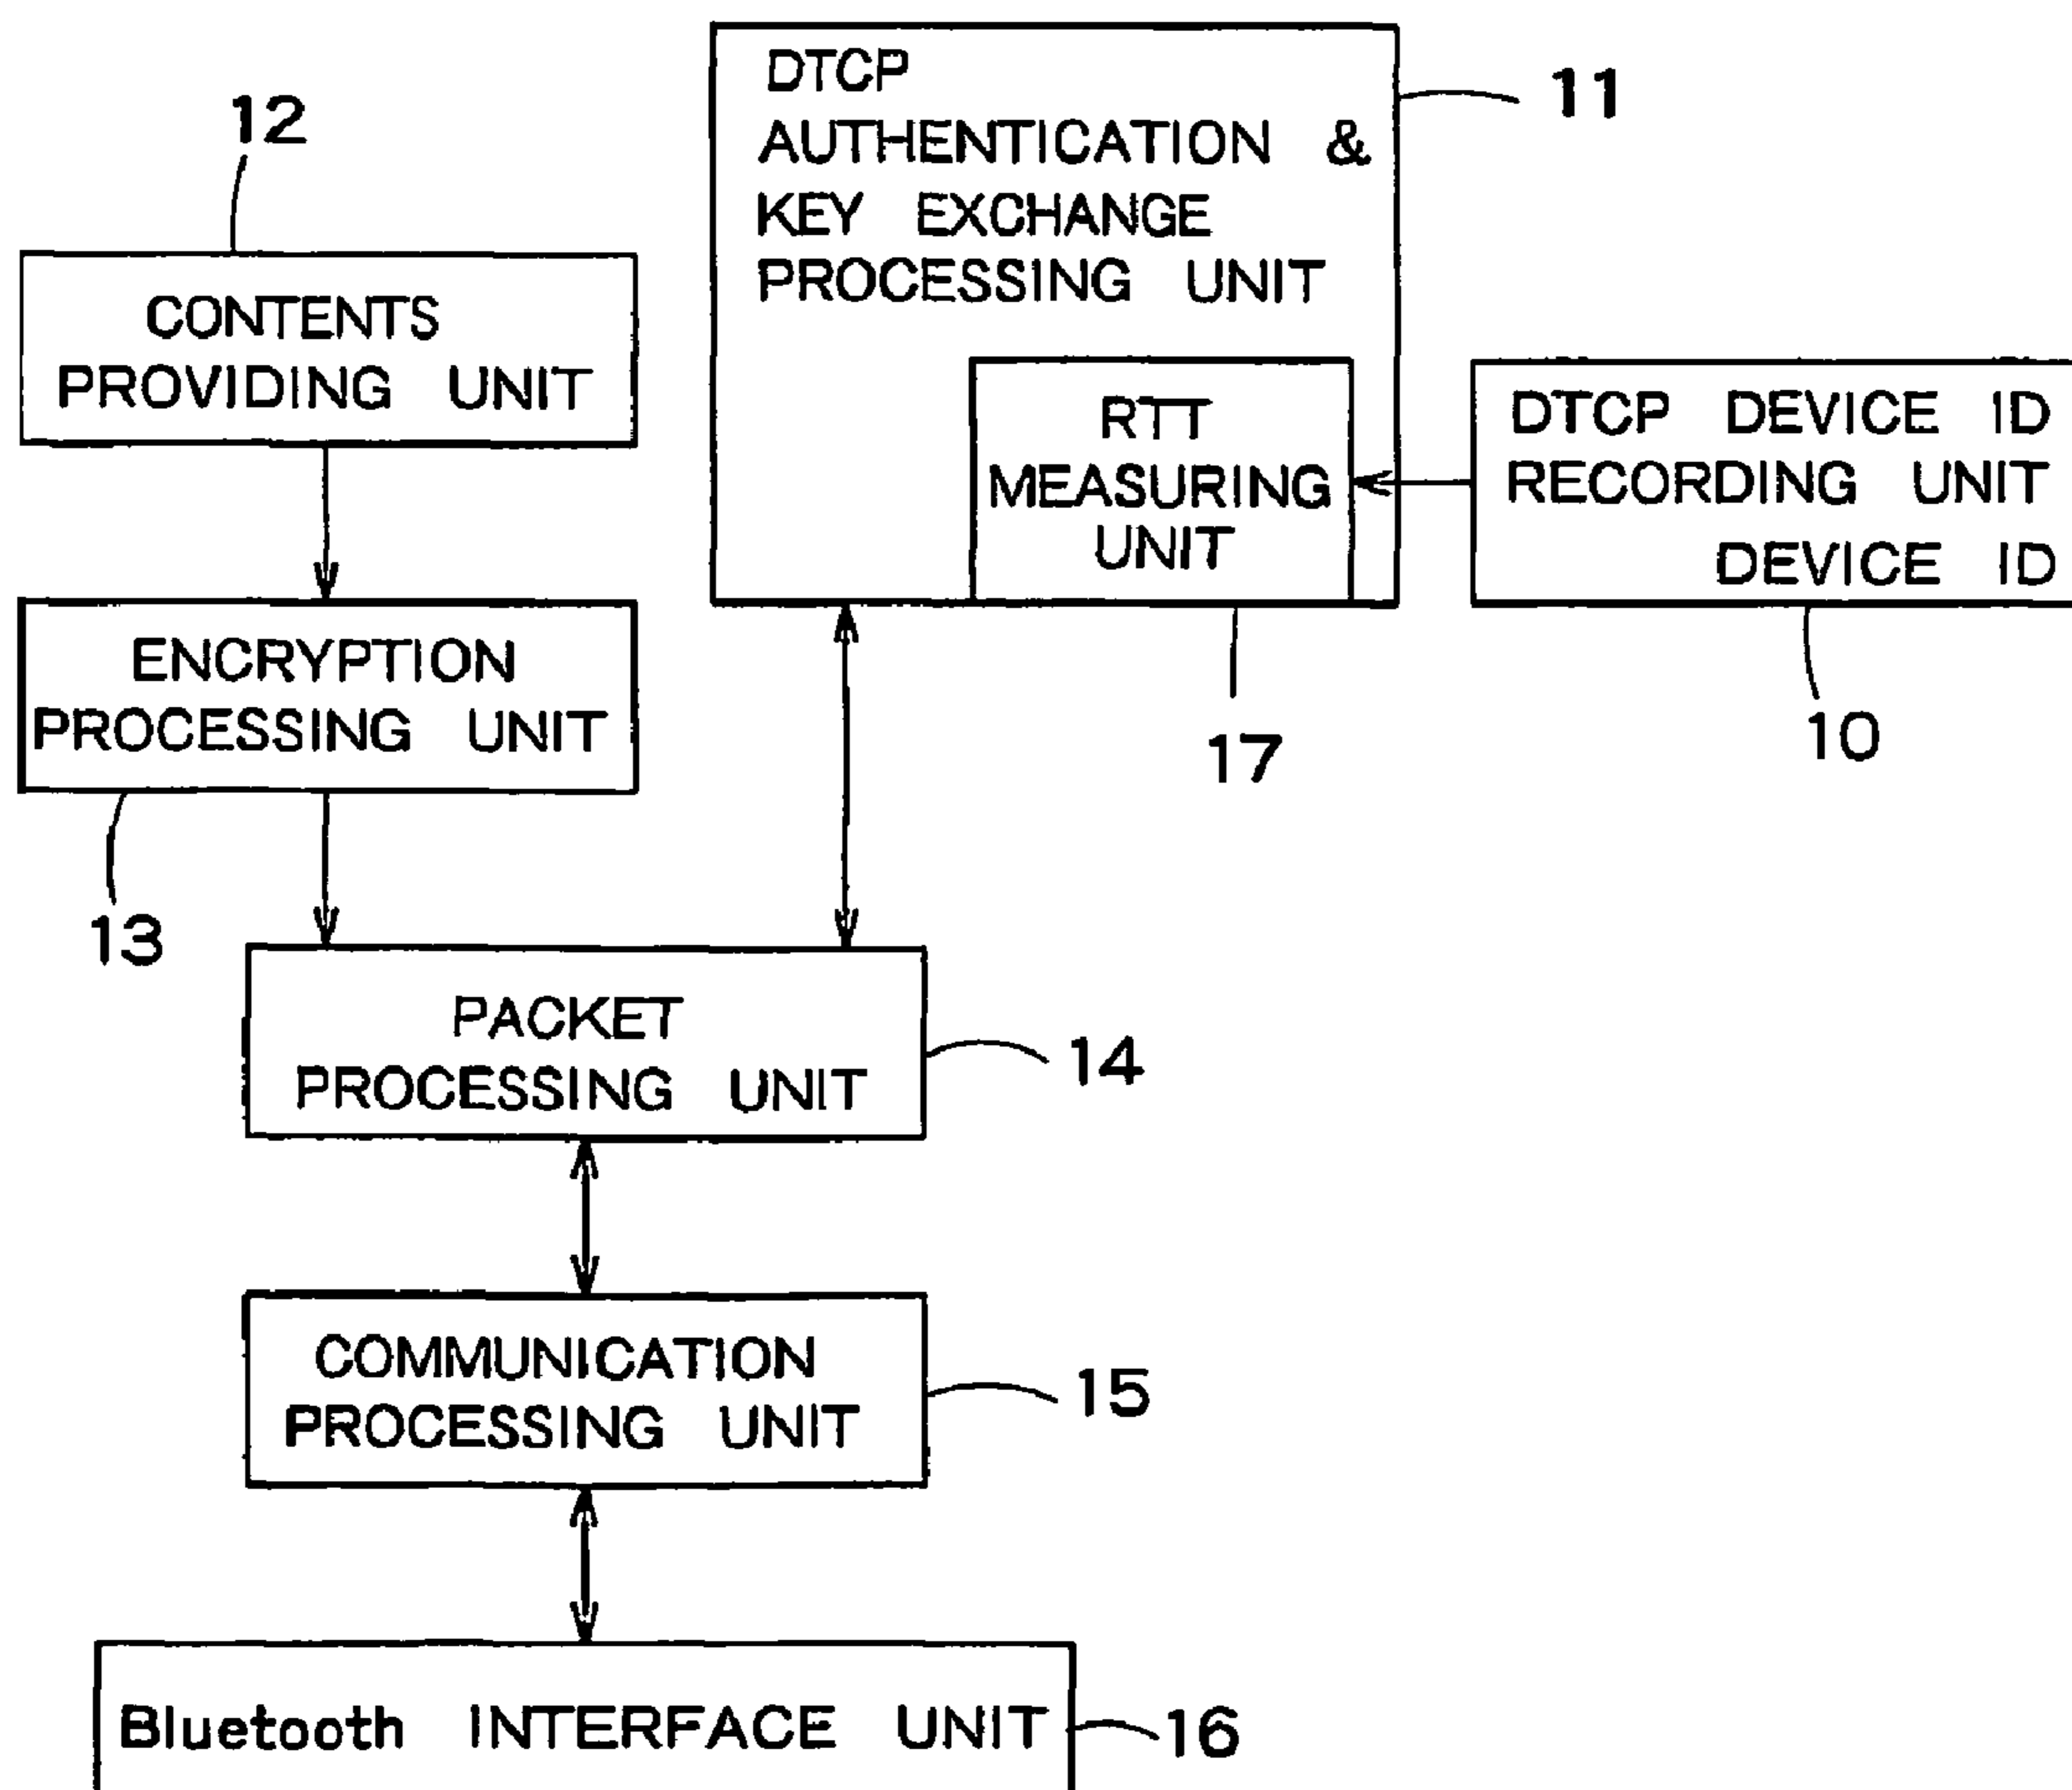 12
CONTENTS
PROVIDING UNIT
DTCP
AUTHENTICATION &
KEY EXCHANGE
PROCESSING UNIT
11
RTT
MEASURING
UNIT
17
DTCP DEVICE ID
RECORDING UNIT
DEVICE ID
10
ENCRYPTION
PROCESSING UNIT
13
PACKET
PROCESSING UNIT
14
COMMUNICATION
PROCESSING UNIT
15
Bluetooth INTERFACE UNIT
16